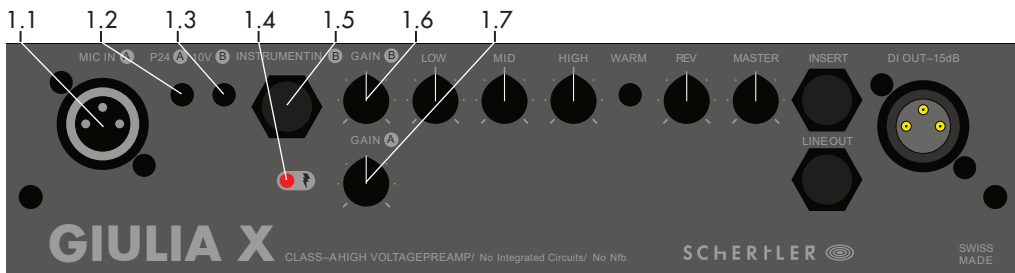 1.1 1.2 1.3 1.4 1.5 1.6 1.7
MIC IN A P24 A 10V B INSTRUMENTIN B GAIN B LOW MID HIGH WARM REV MASTER INSERT DI OUT–15dB
GAIN A LINE OUT
GIULIA X CLASS–AHIGH VOLTAGEPREAMP/ No Integrated Circuits/ No Nfb SCHERTLER SWISS
MADE